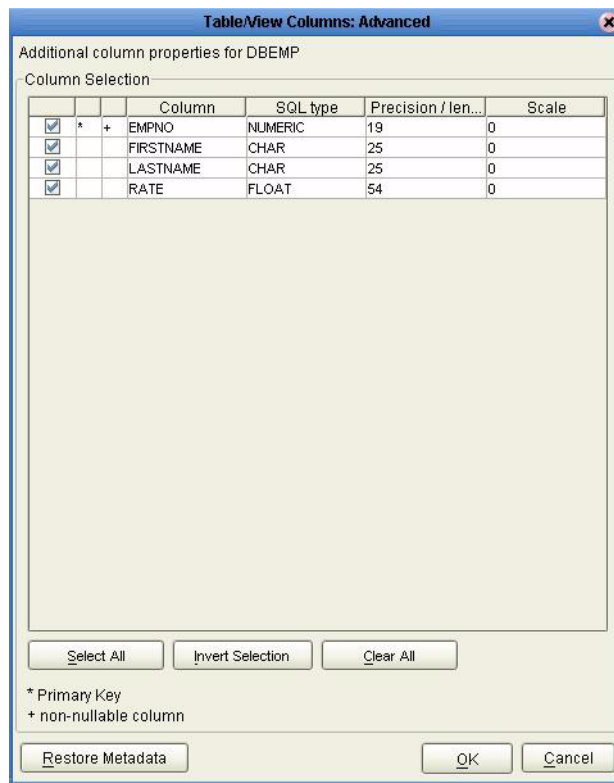 Table/View Columns: Advanced
Additional column properties for DBEMP
Column Selection
Column SQL type Precision / len... Scale
* + EMPNO NUMERIC 19 0
FIRSTNAME CHAR 25 0
LASTNAME CHAR 25 0
RATE FLOAT 54 0
Select All Invert Selection Clear All
* Primary Key
+ non-nullable column
Restore Metadata OK Cancel